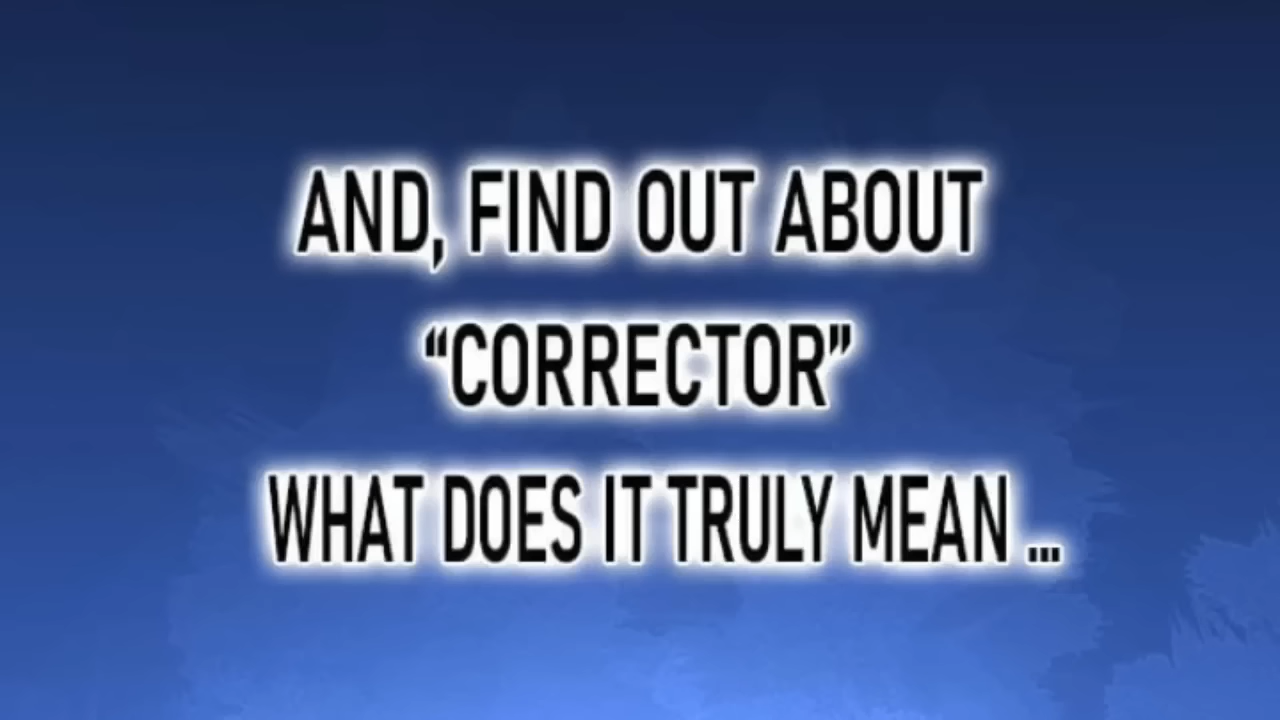 AND, FIND OUT ABOUT
“CORRECTOR”
WHAT DOES IT TRULY MEAN ...